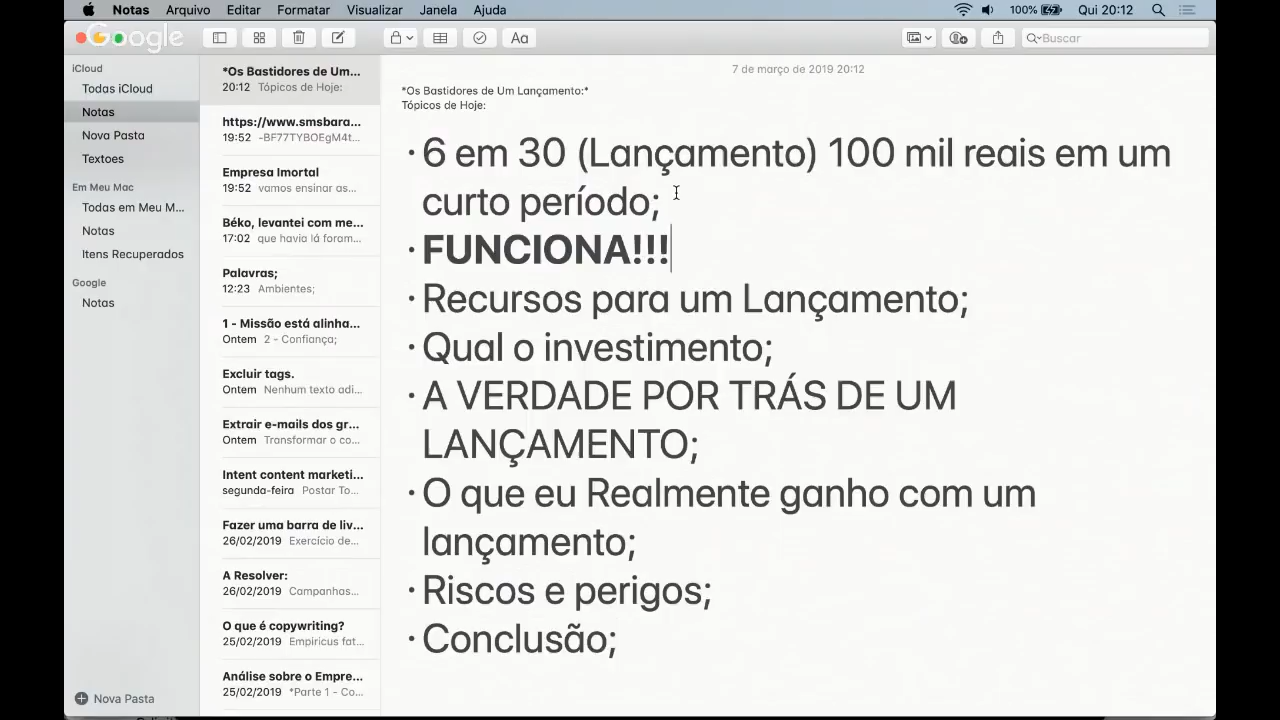 Notas Arquivo Editar Formatar Visualizar Janela Ajuda 100% Qui 20:12
Google
Aa
Buscar
iCloud
Todas iCloud
Notas
Nova Pasta
Textoes
Em Meu Mac
Todas em Meu M...
Notas
Itens Recuperados
Google
Notas
Nova Pasta
*Os Bastidores de Um...
20:12 Tópicos de Hoje:
https://www.smsbara...
19:52 -BF77TYBOEgM4t...
Empresa Imortal
19:52 vamos ensinar as...
Béko, levantei com me...
17:02 que havia lá foram...
Palavras;
12:23 Ambientes;
1 - Missão está alinha...
Ontem 2 - Confiança;
Excluir tags.
Ontem Nenhum texto adi...
Extrair e-mails dos gr...
Ontem Transformar o co...
Intent content marketi...
segunda-feira Postar To...
Fazer uma barra de liv...
26/02/2019 Exercício de...
A Resolver:
26/02/2019 Campanhas...
O que é copywriting?
25/02/2019 Empiricus fat...
Análise sobre o Empre...
25/02/2019 *Parte 1 - Co...
7 de março de 2019 20:12
*Os Bastidores de Um Lançamento:*
Tópicos de Hoje:
· 6 em 30 (Lançamento) 100 mil reais em um
curto período;
· FUNCIONA!!!
· Recursos para um Lançamento;
· Qual o investimento;
· A VERDADE POR TRÁS DE UM
LANÇAMENTO;
· O que eu Realmente ganho com um
lançamento;
· Riscos e perigos;
· Conclusão;